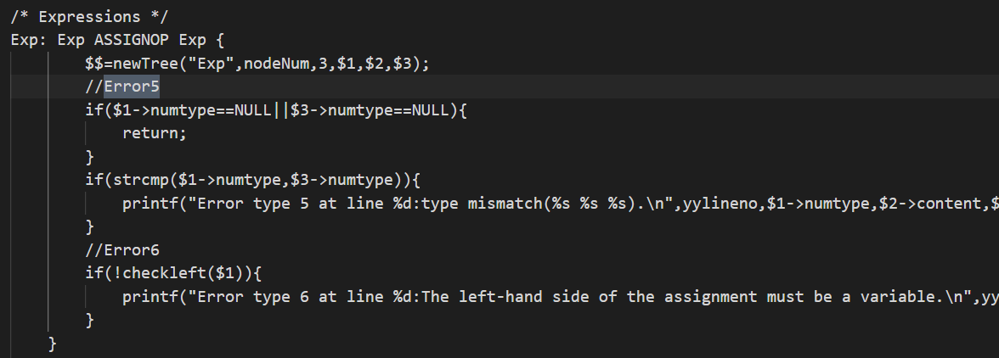 /* Expressions */
Exp: Exp ASSIGNOP Exp {
$$=newTree("Exp",nodeNum,3,$1,$2,$3);
//Error5
if($1->numtype==NULL||$3->numtype==NULL){
return;
}
if(strcmp($1->numtype,$3->numtype)){
printf("Error type 5 at line %d:type mismatch(%s %s %s).\n",yylineno,$1->numtype,$2->content,$
}
//Error6
if(!checkleft($1)){
printf("Error type 6 at line %d:The left-hand side of the assignment must be a variable.\n",yy
}
}